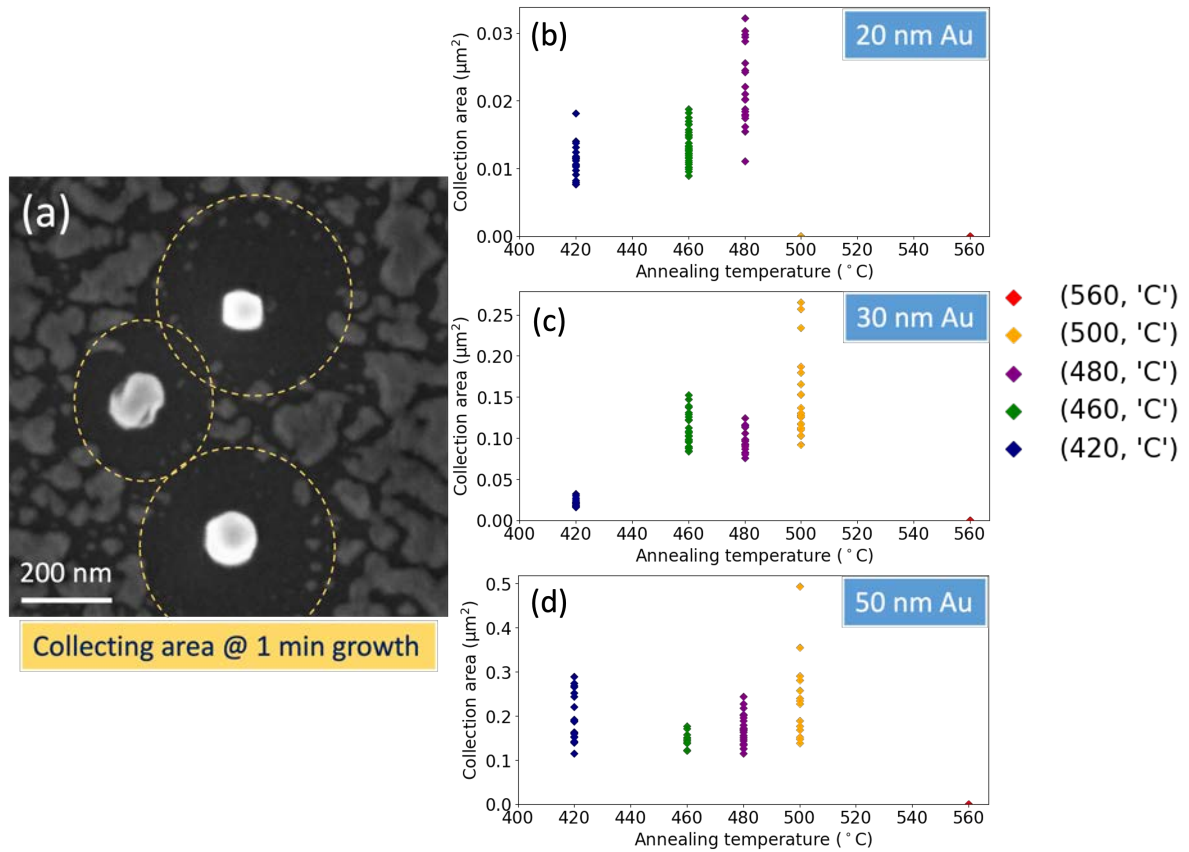 (a)
200 nm
Collecting area @ 1 min growth
(b)
20 nm Au
Collection area (µm²)
0.03
0.02
0.01
0.00
400 420 440 460 480 500 520 540 560
Annealing temperature (°C)
(c)
30 nm Au
Collection area (µm²)
0.25
0.20
0.15
0.10
0.05
0.00
400 420 440 460 480 500 520 540 560
Annealing temperature (°C)
(d)
50 nm Au
Collection area (µm²)
0.5
0.4
0.3
0.2
0.1
0.0
400 420 440 460 480 500 520 540 560
Annealing temperature (°C)
(560, 'C')
(500, 'C')
(480, 'C')
(460, 'C')
(420, 'C')